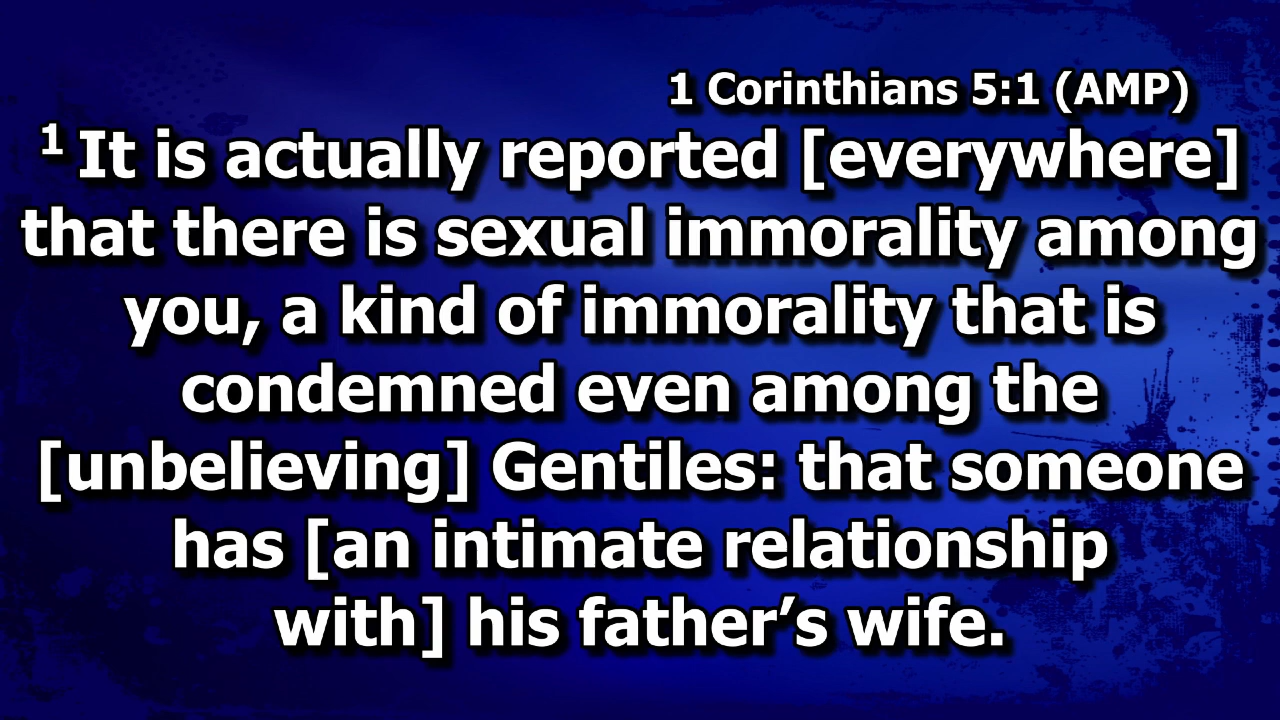 1 Corinthians 5:1 (AMP)
1 It is actually reported [everywhere]
that there is sexual immorality among
you, a kind of immorality that is
condemned even among the
[unbelieving] Gentiles: that someone
has [an intimate relationship
with] his father’s wife.